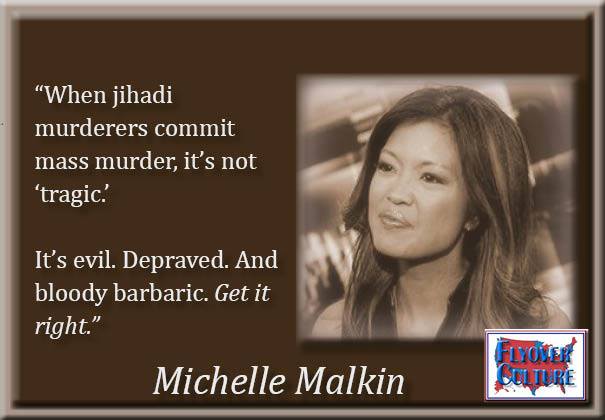 “When jihadi
murderers commit
mass murder, it’s not
‘tragic.’
It’s evil. Depraved. And
bloody barbaric. Get it
right.”
Michelle Malkin
FLYOVER
CULTURE